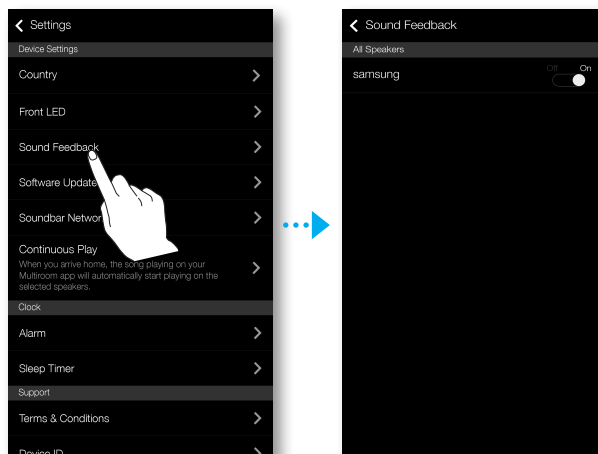 Settings
Device Settings
Country
Front LED
Sound Feedback
Software Update
Soundbar Networ
Continuous Play
When you arrive home, the song playing on your
Multiroom app will automatically start playing on the
selected speakers.
Clock
Alarm
Sleep Timer
Support
Terms & Conditions
Device ID
Sound Feedback
All Speakers
Off On
samsung